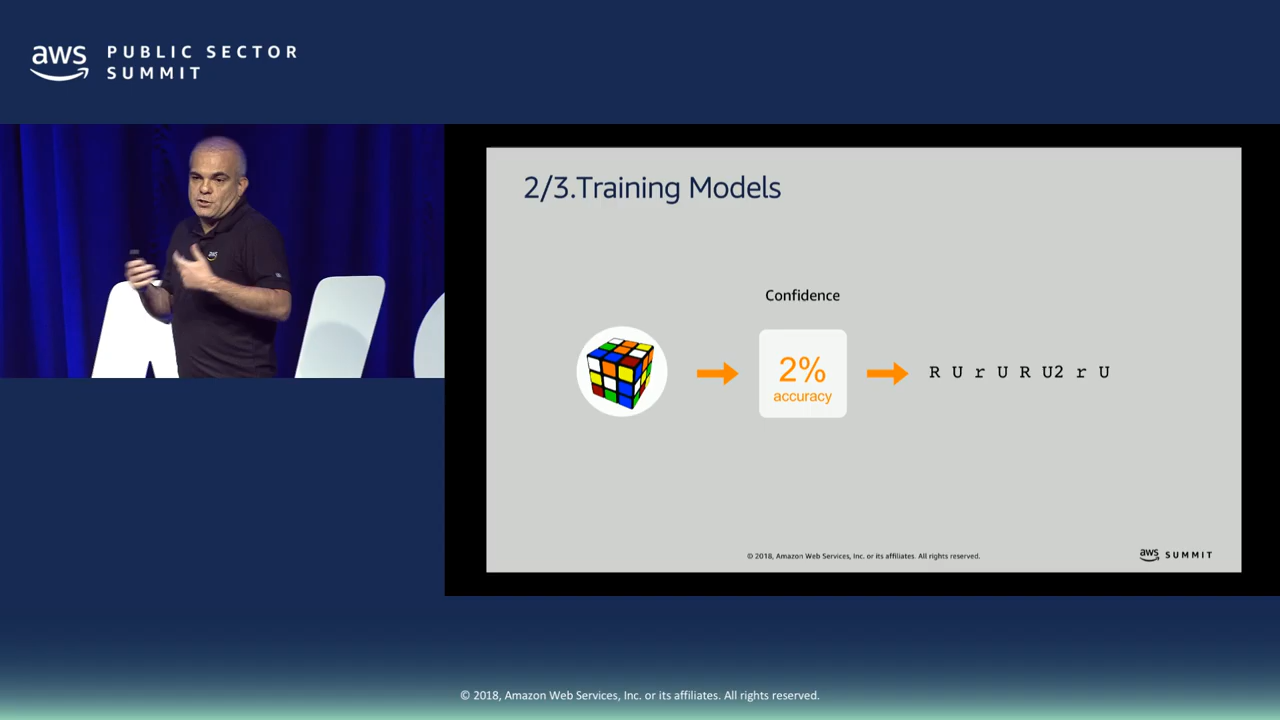 aws PUBLIC SECTOR
SUMMIT
aws
2/3.Training Models
Confidence
2%
accuracy
R U r U R U2 r U
© 2018, Amazon Web Services, Inc. or its affiliates. All rights reserved.
aws SUMMIT
© 2018, Amazon Web Services, Inc. or its affiliates. All rights reserved.